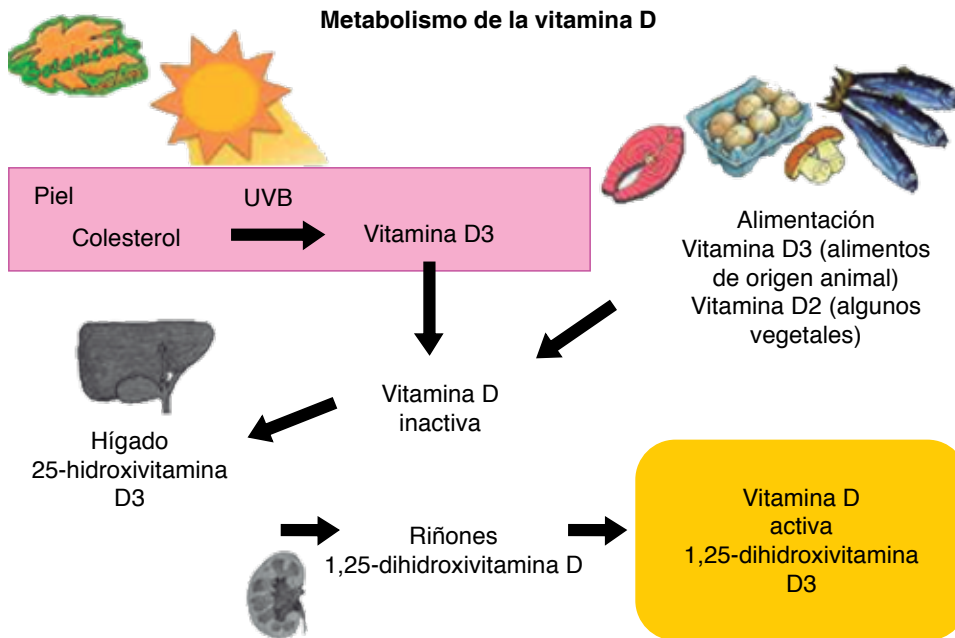 Metabolismo de la vitamina D
Botanical
Piel
UVB
Colesterol
Vitamina D3
Alimentación
Vitamina D3 (alimentos
de origen animal)
Vitamina D2 (algunos
vegetales)
Vitamina D
inactiva
Hígado
25-hidroxivitamina
D3
Riñones
1,25-dihidroxivitamina D
Vitamina D
activa
1,25-dihidroxivitamina
D3